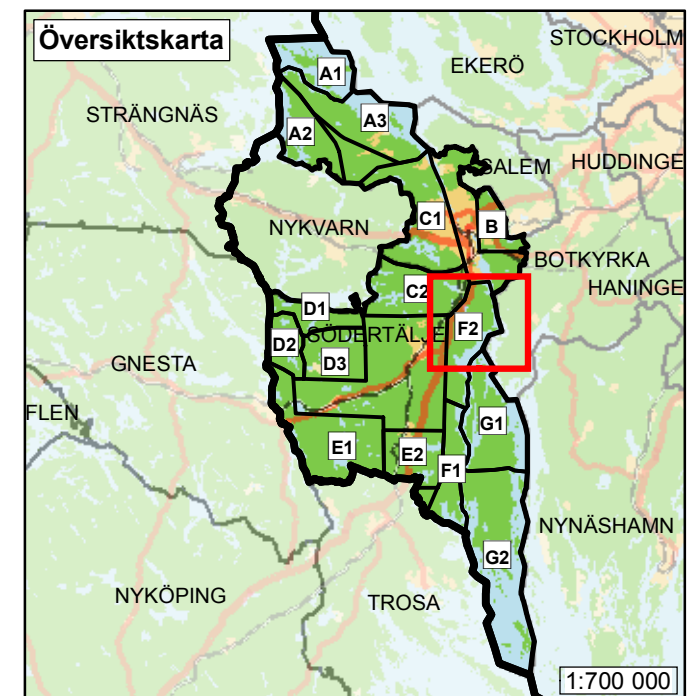 Översiktskarta
STOCKHOLM
EKERÖ
A1
STRÄNGNÄS
A3
A2
SALEM
HUDDINGE
C1
B
NYKVARN
BOTKYRKA
HANINGE
C2
D1
F2
SÖDERTÄLJE
D2
D3
GNESTA
FLEN
G1
E1
E2
F1
NYNÄSHAMN
G2
NYKÖPING
TROSA
1:700 000